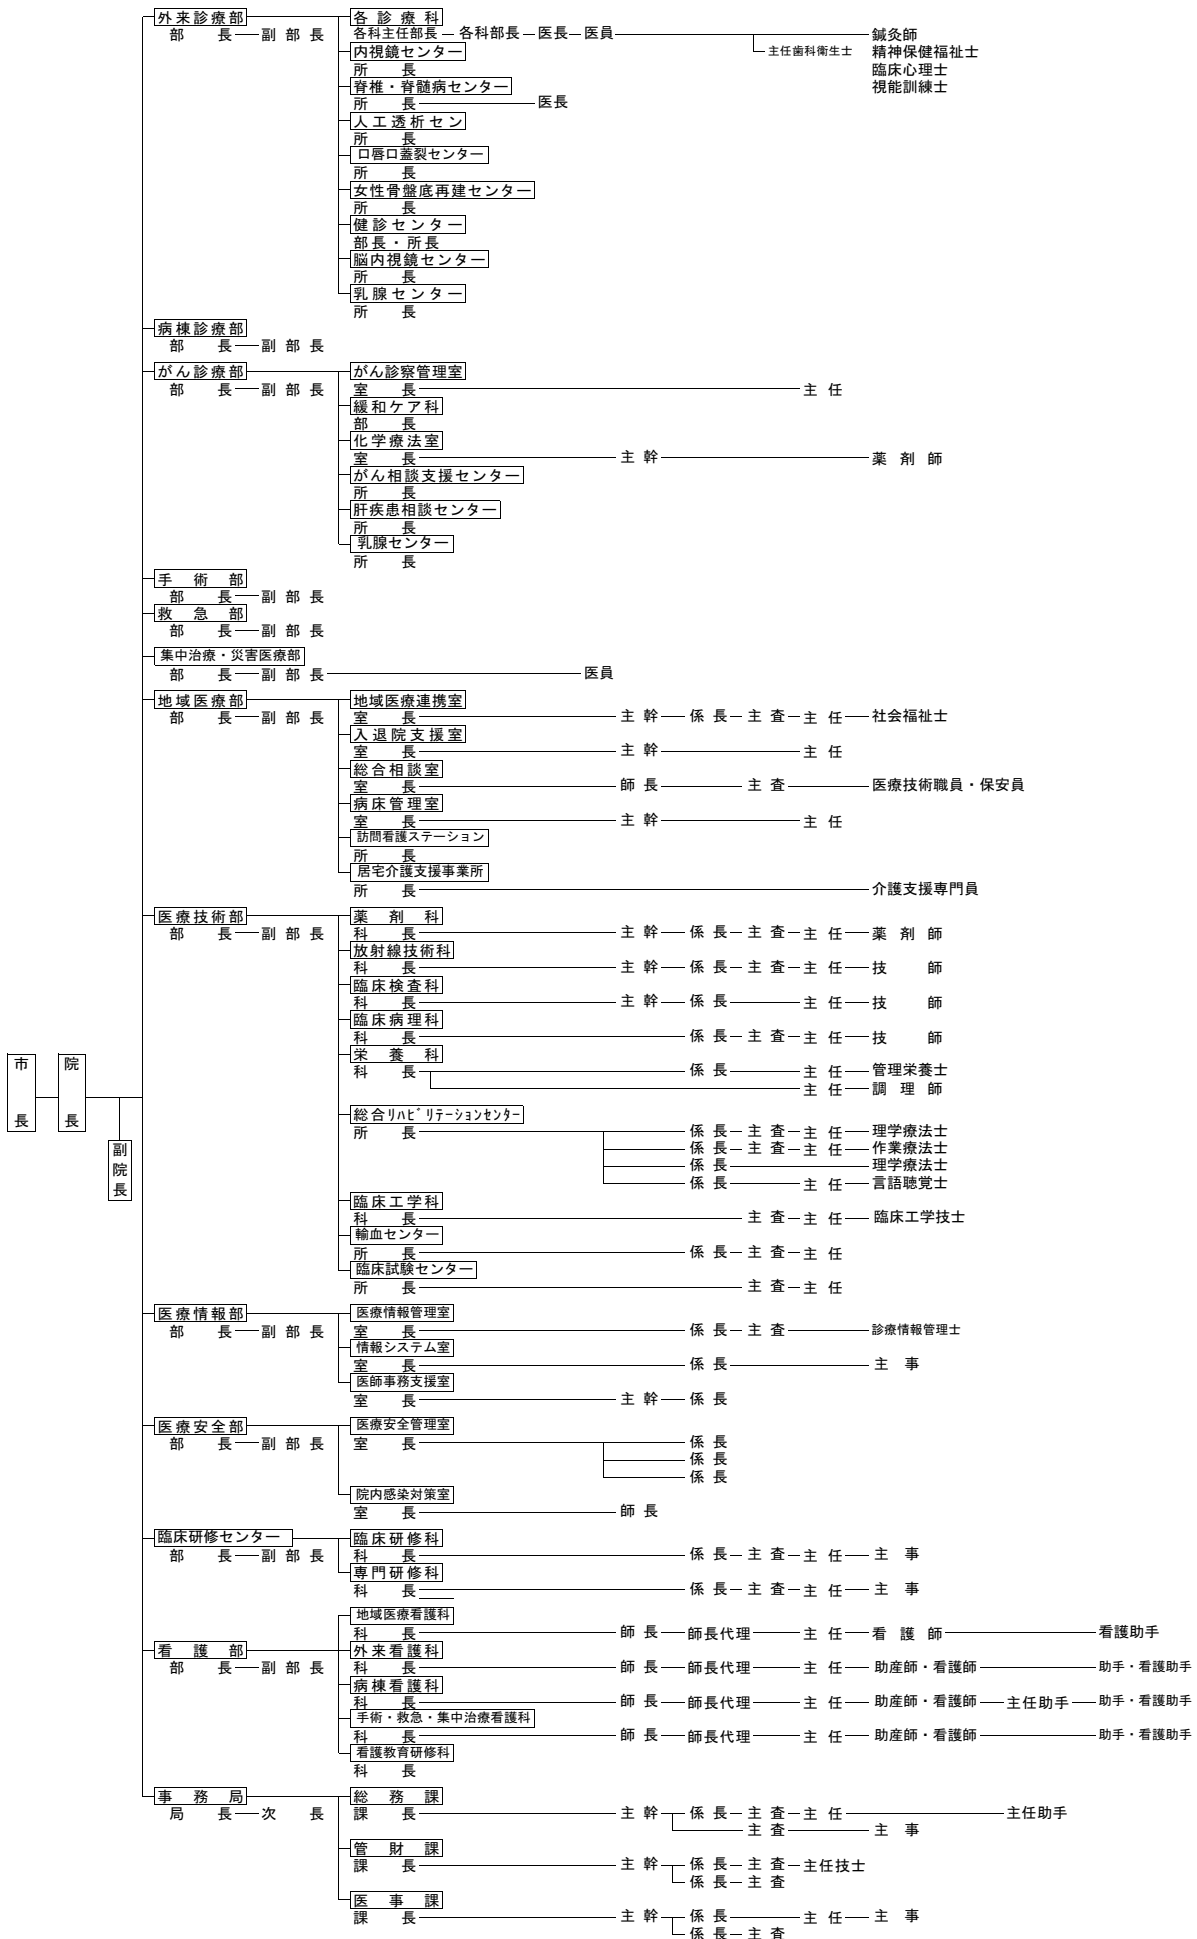 市長
院長
副院長
外来診療部
部長 副部長
各診療科
各科主任部長 各科部長 医長 医員 鍼灸師
主任歯科衛生士 精神保健福祉士
臨床心理士
視能訓練士
内視鏡センター
所長
脊椎・脊髄病センター
所長 医長
人工透析セン
所長
口唇口蓋裂センター
所長
女性骨盤底再建センター
所長
健診センター
部長・所長
脳内視鏡センター
所長
乳腺センター
所長
病棟診療部
部長 副部長
がん診療部
部長 副部長
がん診察管理室
室長 主任
緩和ケア科
部長
化学療法室
室長 主幹 薬剤師
がん相談支援センター
所長
肝疾患相談センター
所長
乳腺センター
所長
手術部
部長 副部長
救急部
部長 副部長
集中治療・災害医療部
部長 副部長 医員
地域医療部
部長 副部長
地域医療連携室
室長 主幹 係長 主査 主任 社会福祉士
入退院支援室
室長 主幹 主任
総合相談室
室長 師長 主査 医療技術職員・保安員
病床管理室
室長 主幹 主任
訪問看護ステーション
所長
居宅介護支援事業所
所長 介護支援専門員
医療技術部
部長 副部長
薬剤科
科長 主幹 係長 主査 主任 薬剤師
放射線技術科
科長 主幹 係長 主査 主任 技師
臨床検査科
科長 主幹 係長 主任 技師
臨床病理科
科長 係長 主査 主任 技師
栄養科
科長 係長 主任 管理栄養士
主任 調理師
総合リハビリテーションセンター
所長 係長 主査 主任 理学療法士
係長 主査 主任 作業療法士
係長 理学療法士
係長 主任 言語聴覚士
臨床工学科
科長 主査 主任 臨床工学技士
輸血センター
所長 係長 主査 主任
臨床試験センター
所長 主査 主任
医療情報部
部長 副部長
医療情報管理室
室長 係長 主査 診療情報管理士
情報システム室
室長 係長 主事
医師事務支援室
室長 主幹 係長
医療安全部
部長 副部長
医療安全管理室
室長 係長
係長
係長
院内感染対策室
室長 師長
臨床研修センター
部長 副部長
臨床研修科
科長 係長 主査 主任 主事
専門研修科
科長 係長 主査 主任 主事
看護部
部長 副部長
地域医療看護科
科長 師長 師長代理 主任 看護師 看護助手
外来看護科
科長 師長 師長代理 主任 助産師・看護師 助手・看護助手
病棟看護科
科長 師長 師長代理 主任 助産師・看護師 主任助手 助手・看護助手
手術・救急・集中治療看護科
科長 師長 師長代理 主任 助産師・看護師 助手・看護助手
看護教育研修科
科長
事務局
局長 次長
総務課
課長 主幹 係長 主査 主任 主任助手
主査 主事
管財課
課長 主幹 係長 主査 主任技士
係長 主査
医事課
課長 主幹 係長 主任 主事
係長 主査